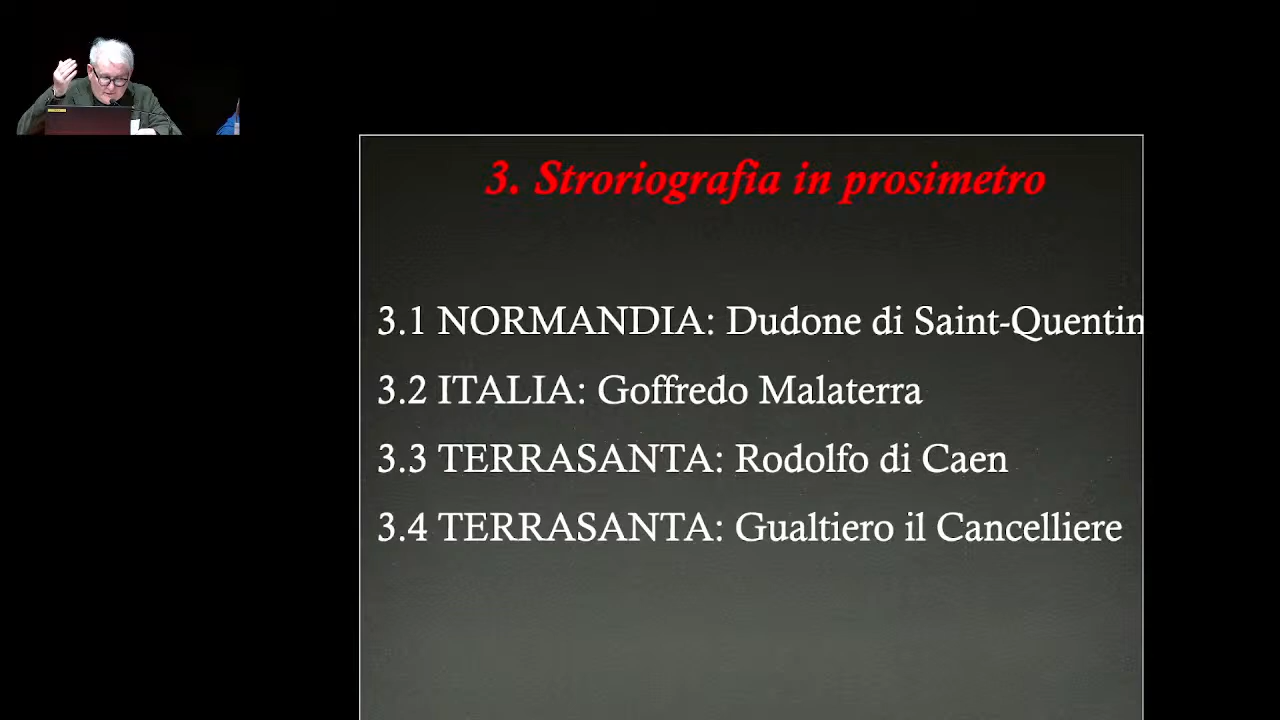 3. Stroriografia in prosimetro
3.1 NORMANDIA: Dudone di Saint-Quentin
3.2 ITALIA: Goffredo Malaterra
3.3 TERRASANTA: Rodolfo di Caen
3.4 TERRASANTA: Gualtiero il Cancelliere